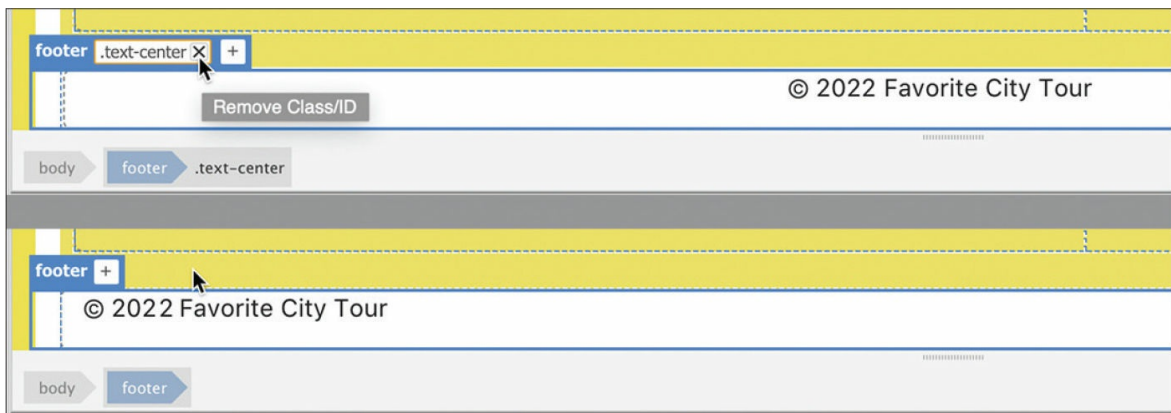 footer .text-center × +
© 2022 Favorite City Tour
Remove Class/ID
body footer .text-center
footer +
© 2022 Favorite City Tour
body footer